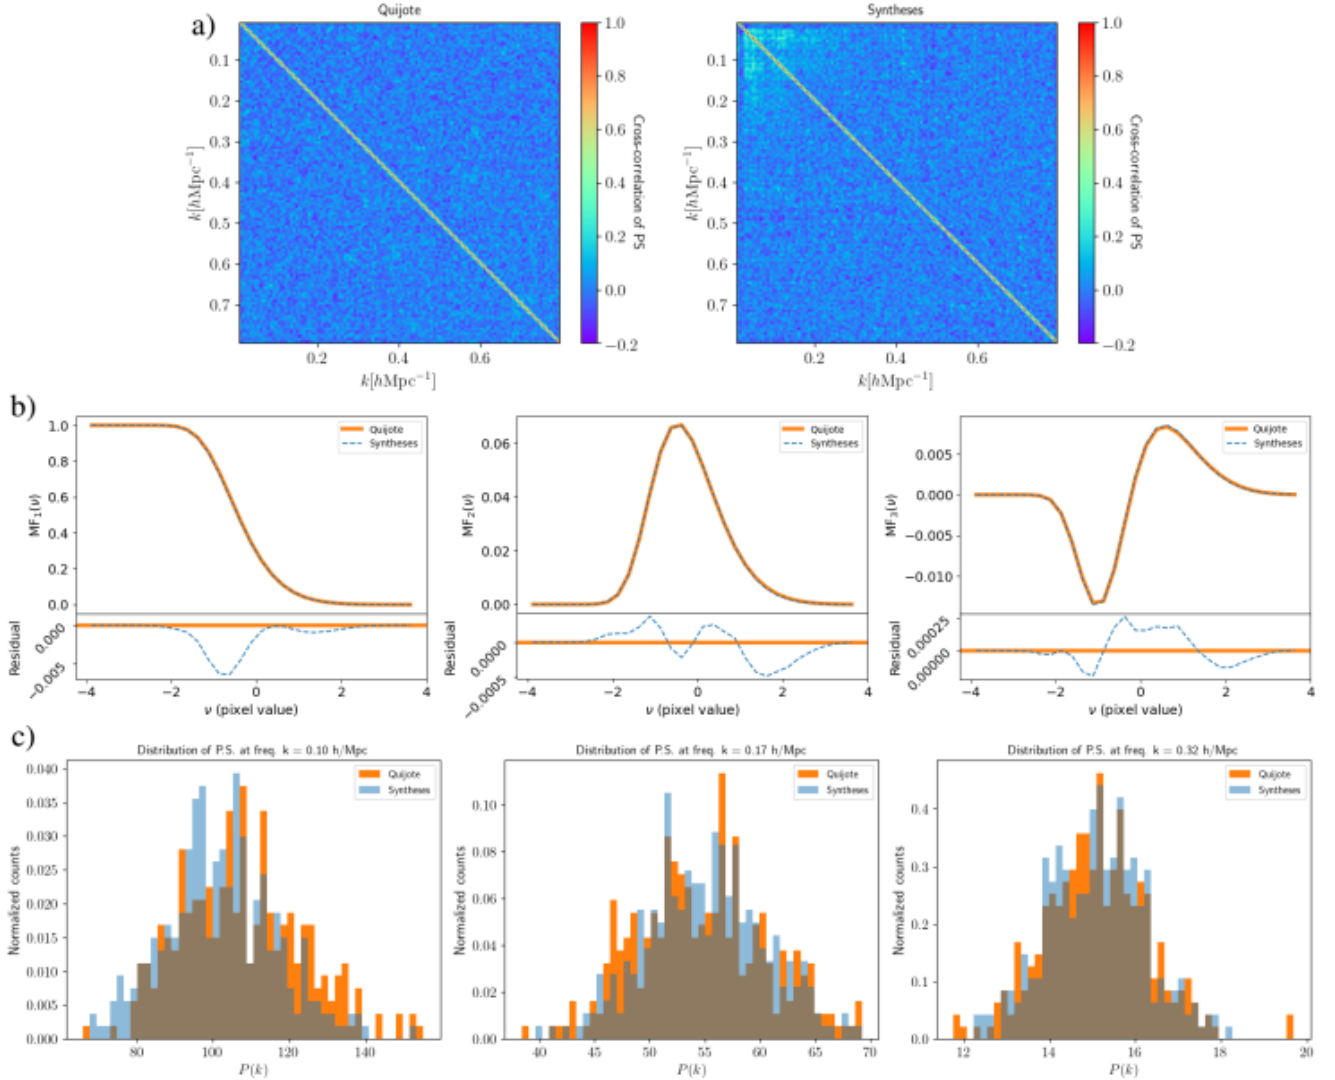 a)
Quijote
0.1
0.2
0.3
0.4
0.5
0.6
0.7
k[hMpc⁻¹]
0.2
0.4
0.6
k[hMpc⁻¹]
1.0
0.8
0.6
0.4
0.2
0.0
−0.2
Cross-correlation of PS
Syntheses
0.1
0.2
0.3
0.4
0.5
0.6
0.7
k[hMpc⁻¹]
0.2
0.4
0.6
k[hMpc⁻¹]
1.0
0.8
0.6
0.4
0.2
0.0
−0.2
Cross-correlation of PS
b)
1.0
0.8
0.6
0.4
0.2
0.0
MF₁(ν)
Quijote
Syntheses
0.000
−0.005
Residual
−4
−2
0
2
4
ν (pixel value)
0.06
0.04
0.02
0.00
MF₂(ν)
Quijote
Syntheses
0.0000
−0.0005
Residual
−4
−2
0
2
4
ν (pixel value)
0.005
0.000
−0.005
−0.010
MF₃(ν)
Quijote
Syntheses
0.00025
0.00000
Residual
−4
−2
0
2
4
ν (pixel value)
c)
Distribution of P.S. at freq. k = 0.10 h/Mpc
0.040
0.035
0.030
0.025
0.020
0.015
0.010
0.005
0.000
Normalized counts
Quijote
Syntheses
80
100
120
140
P(k)
Distribution of P.S. at freq. k = 0.17 h/Mpc
0.10
0.08
0.06
0.04
0.02
0.00
Normalized counts
Quijote
Syntheses
40
45
50
55
60
65
70
P(k)
Distribution of P.S. at freq. k = 0.32 h/Mpc
0.4
0.3
0.2
0.1
0.0
Normalized counts
Quijote
Syntheses
12
14
16
18
20
P(k)